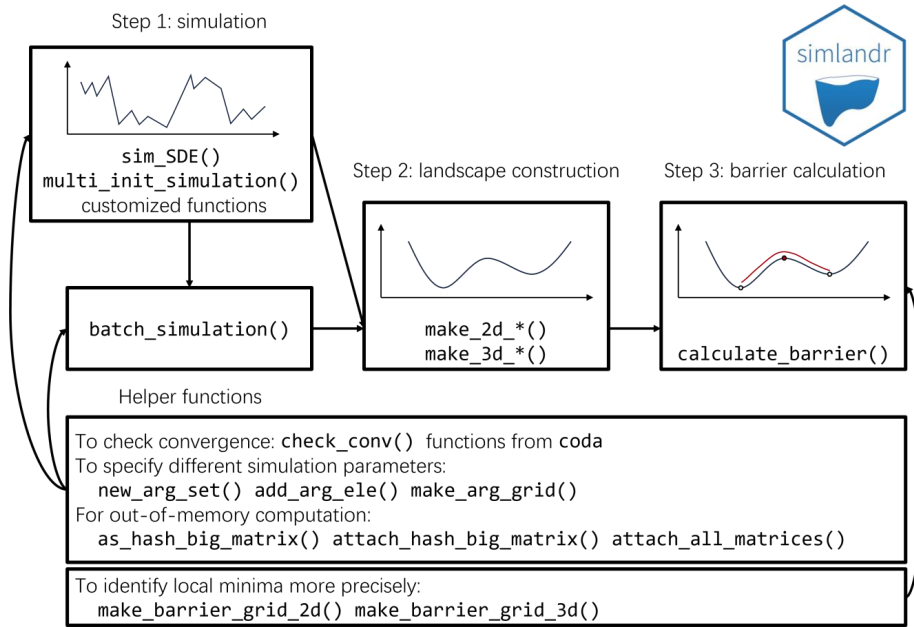 Step 1: simulation
simlandr
sim_SDE()
multi_init_simulation()
customized functions
Step 2: landscape construction
Step 3: barrier calculation
batch_simulation()
make_2d_*()
make_3d_*()
calculate_barrier()
Helper functions
To check convergence: check_conv() functions from coda
To specify different simulation parameters:
new_arg_set() add_arg_ele() make_arg_grid()
For out-of-memory computation:
as_hash_big_matrix() attach_hash_big_matrix() attach_all_matrices()
To identify local minima more precisely:
make_barrier_grid_2d() make_barrier_grid_3d()